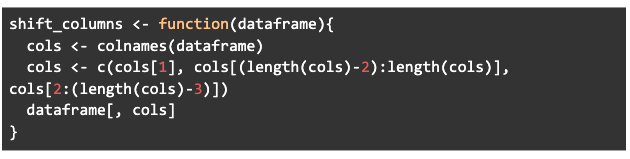 shift_columns <- function(dataframe){
  cols <- colnames(dataframe)
  cols <- c(cols[1], cols[(length(cols)-2):length(cols)],
cols[2:(length(cols)-3)])
  dataframe[, cols]
}